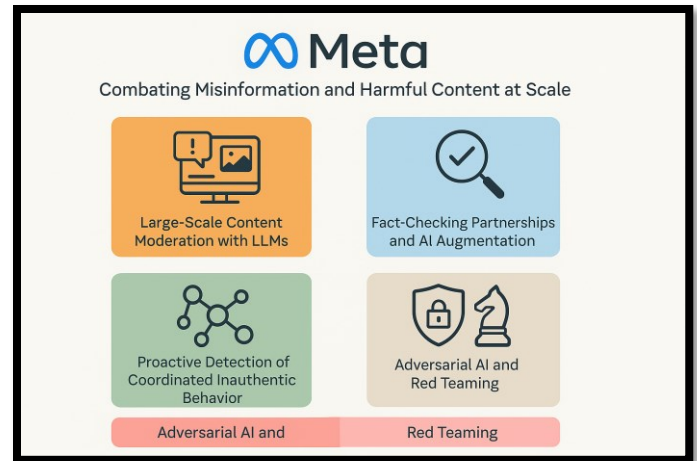 Meta
Combating Misinformation and Harmful Content at Scale
!
Large-Scale Content
Moderation with LLMs
Fact-Checking Partnerships
and AI Augmentation
Proactive Detection of
Coordinated Inauthentic
Behavior
Adversarial AI and
Red Teaming
Adversarial AI and
Red Teaming